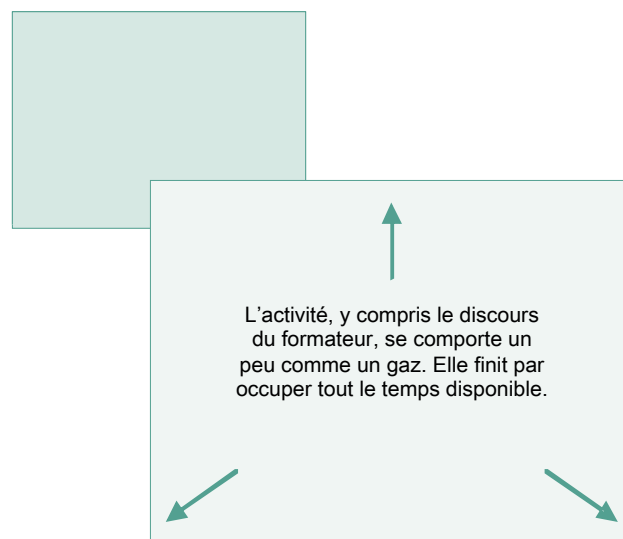 L’activité, y compris le discours
du formateur, se comporte un
peu comme un gaz. Elle finit par
occuper tout le temps disponible.